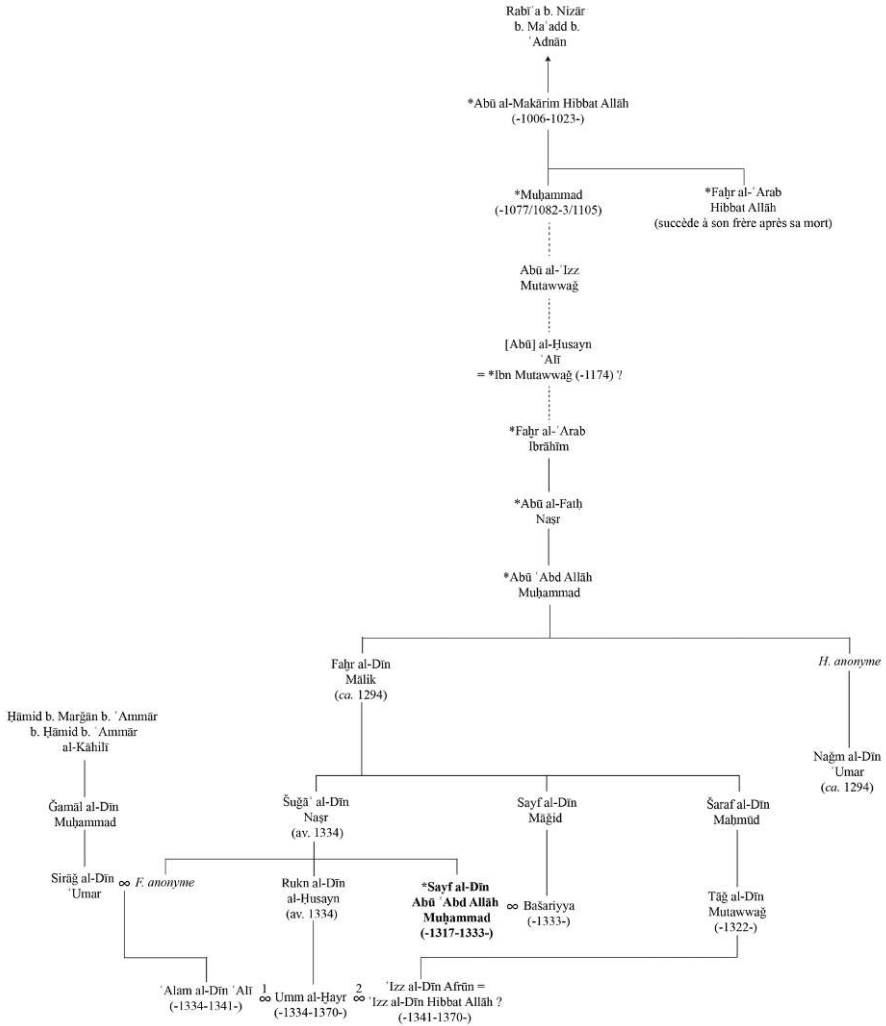 Rabīʿa b. Nizār
b. Maʿadd b.
ʿAdnān
*Abū al-Makārim Hibbat Allāh
(-1006-1023-)
*Muḥammad
(-1077/1082-3/1105)
*Faḫr al-ʿArab
Hibbat Allāh
(succède à son frère après sa mort)
Abū al-ʿIzz
Mutawwaǧ
[Abū] al-Ḥusayn
ʿAlī
= *Ibn Mutawwaǧ (-1174) ?
*Faḫr al-ʿArab
Ibrāhīm
*Abū al-Fatḥ
Naṣr
*Abū ʿAbd Allāh
Muḥammad
Faḫr al-Dīn
Mālik
(ca. 1294)
H. anonyme
Ḥāmid b. Marǧān b. ʿAmmār
b. Ḥāmid b. ʿAmmār
al-Kāhilī
Naǧm al-Dīn
ʿUmar
(ca. 1294)
Ǧamāl al-Dīn
Muḥammad
Šuǧāʿ al-Dīn
Naṣr
(av. 1334)
Sayf al-Dīn
Māǧid
Šaraf al-Dīn
Maḥmūd
Sirāǧ al-Dīn
ʿUmar
∞ F. anonyme
Rukn al-Dīn
al-Ḥusayn
(av. 1334)
*Sayf al-Dīn
Abū ʿAbd Allāh
Muḥammad
(-1317-1333-)
∞ Bašariyya
(-1333-)
Tāǧ al-Dīn
Mutawwaǧ
(-1322-)
ʿAlam al-Dīn ʿAlī
(-1334-1341-)
1
∞
Umm al-Ḫayr
(-1334-1370-)
2
∞
ʿIzz al-Dīn Afrūn =
ʿIzz al-Dīn Hibbat Allāh ?
(-1341-1370-)